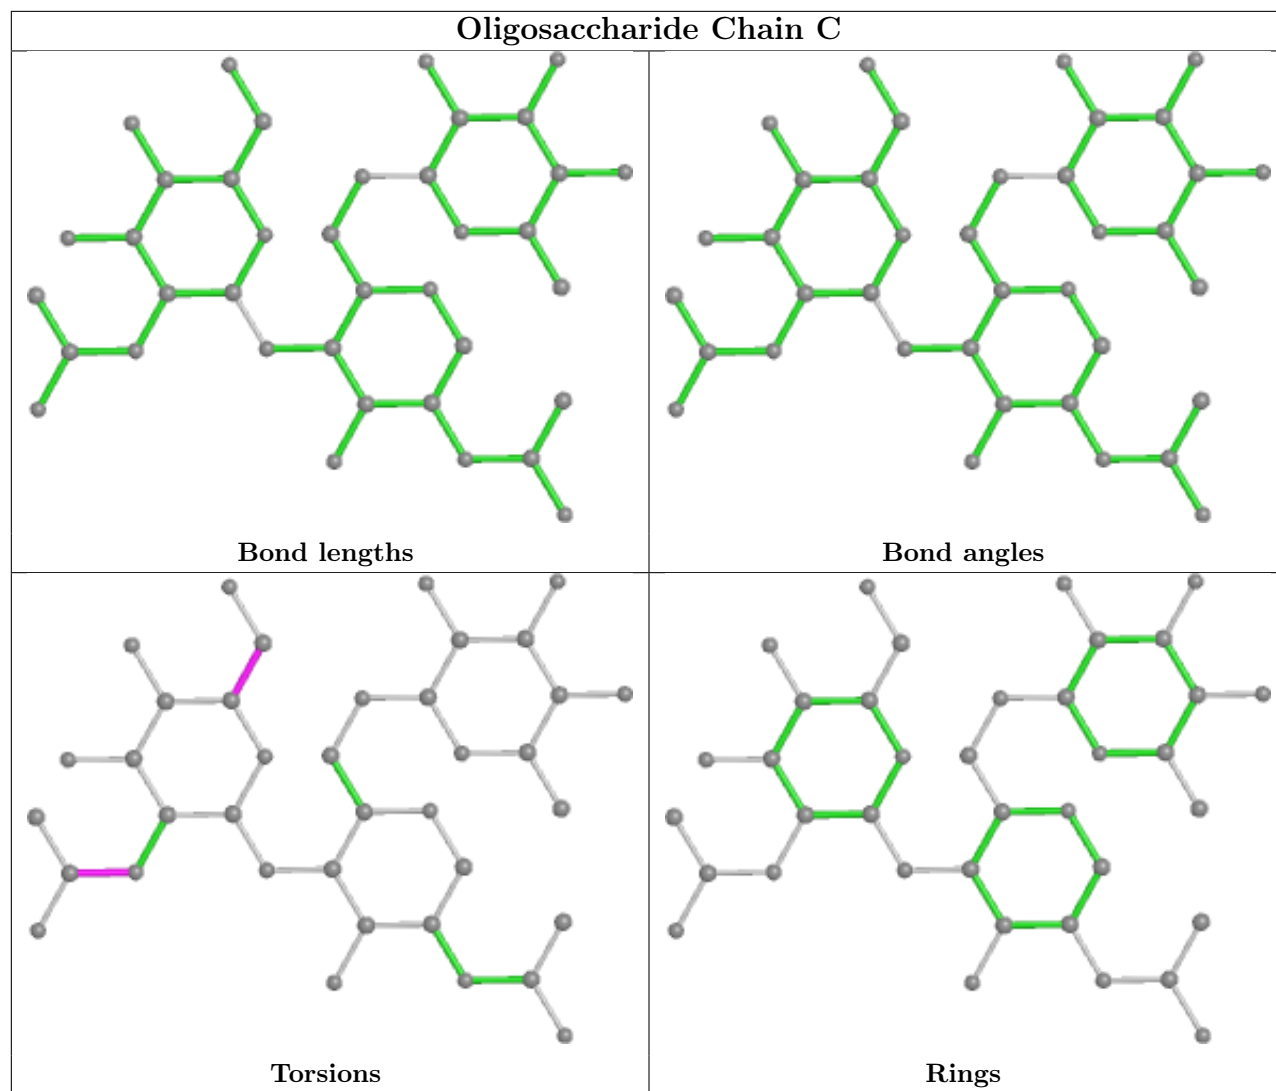 Oligosaccharide Chain C
Bond lengths
Bond angles
Torsions
Rings